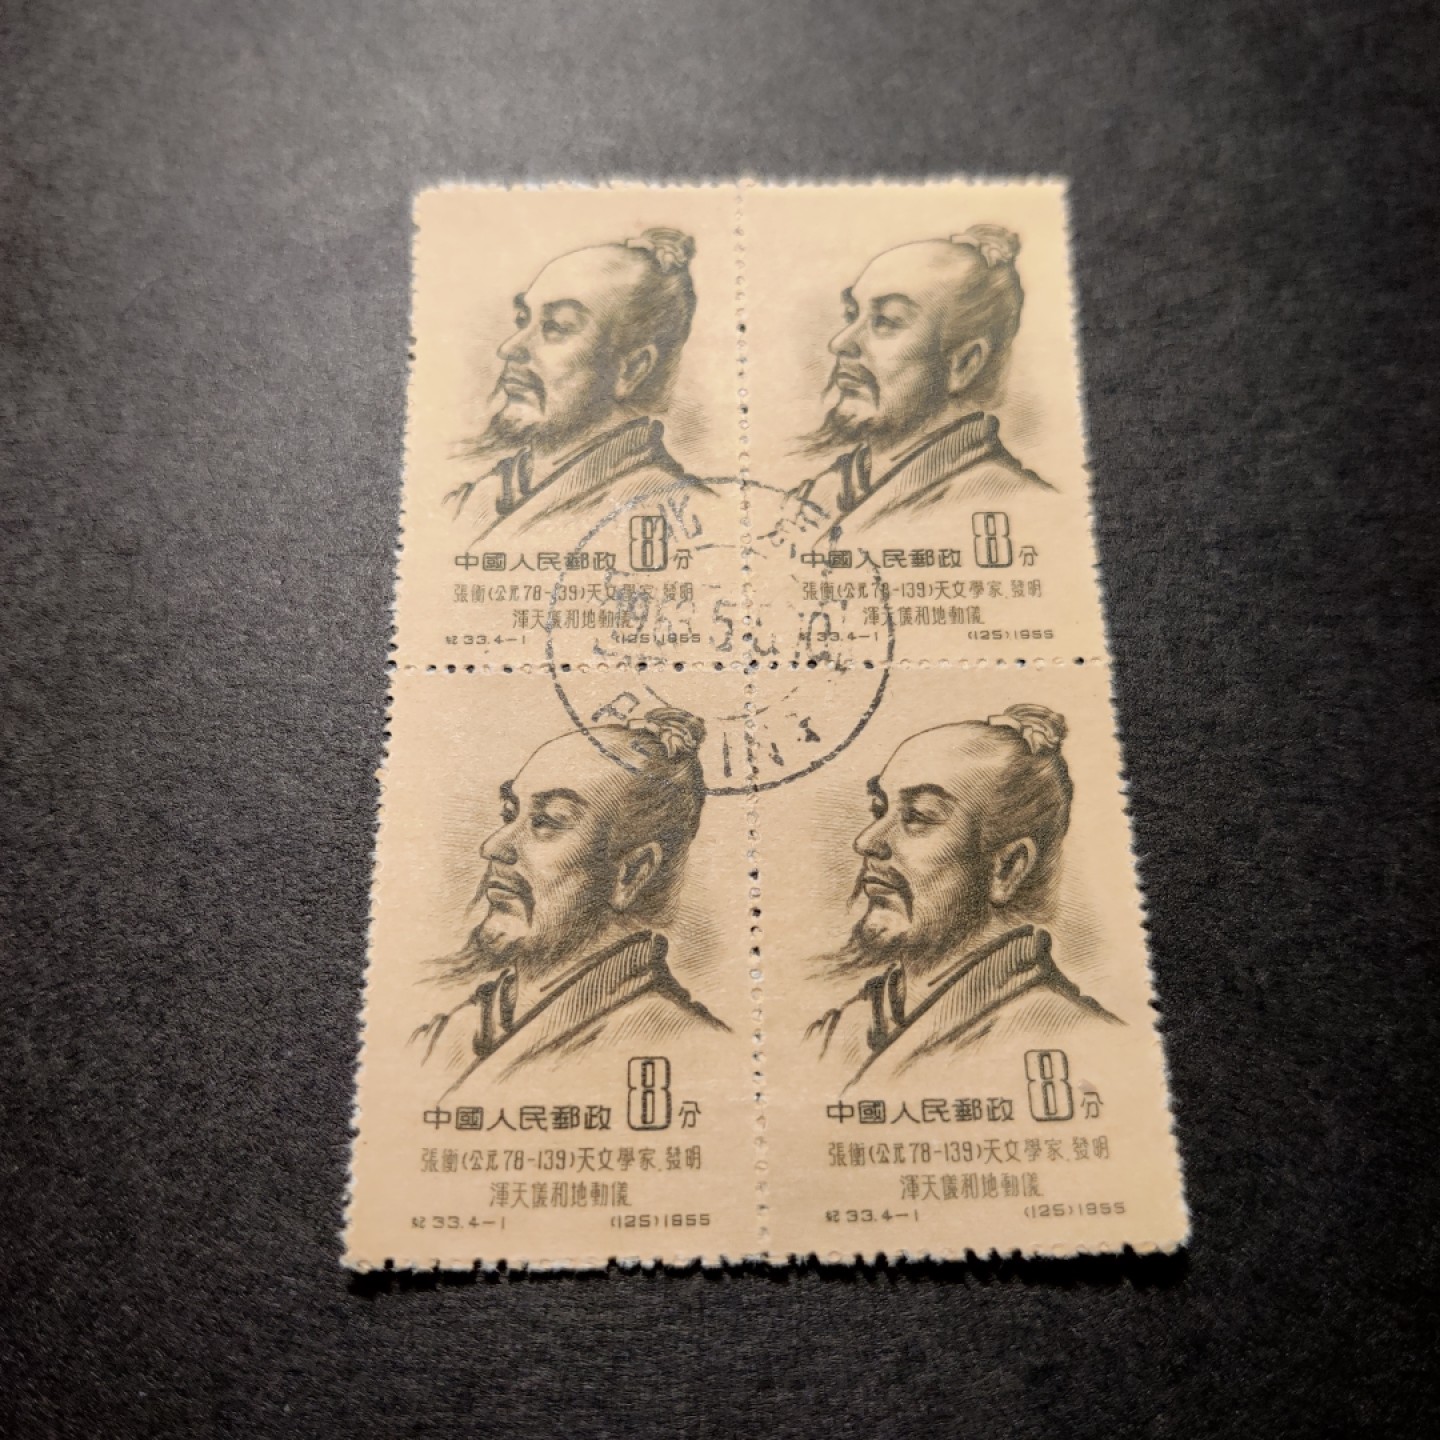 中國人民郵政 8分
張衡(公元78-139)天文學家、發明
渾天儀和地動儀
紀33.4-1 (125)1955
中國人民郵政 8分
張衡(公元78-139)天文學家、發明
渾天儀和地動儀
紀33.4-1 (125)1955
中國人民郵政 8分
張衡(公元78-139)天文學家、發明
渾天儀和地動儀
紀33.4-1 (125)1955
中國人民郵政 8分
張衡(公元78-139)天文學家、發明
渾天儀和地動儀
紀33.4-1 (125)1955